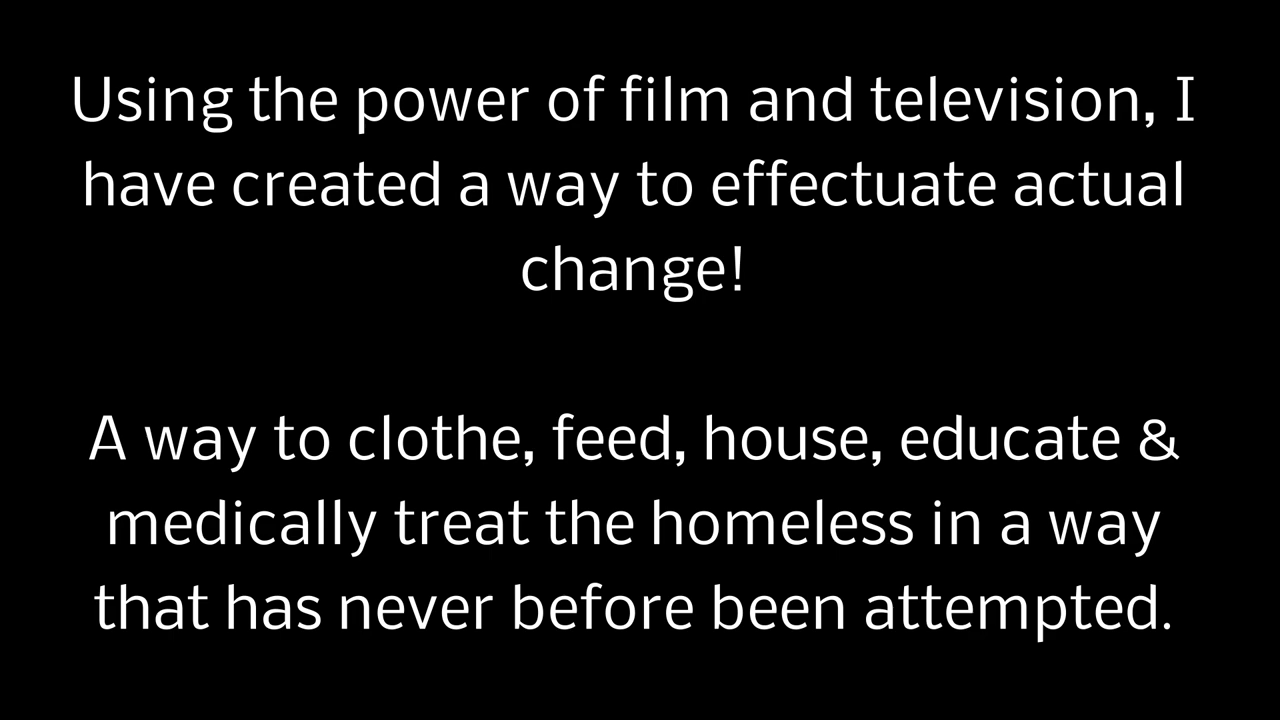 Using the power of film and television, I
have created a way to effectuate actual
change!
A way to clothe, feed, house, educate &
medically treat the homeless in a way
that has never before been attempted.